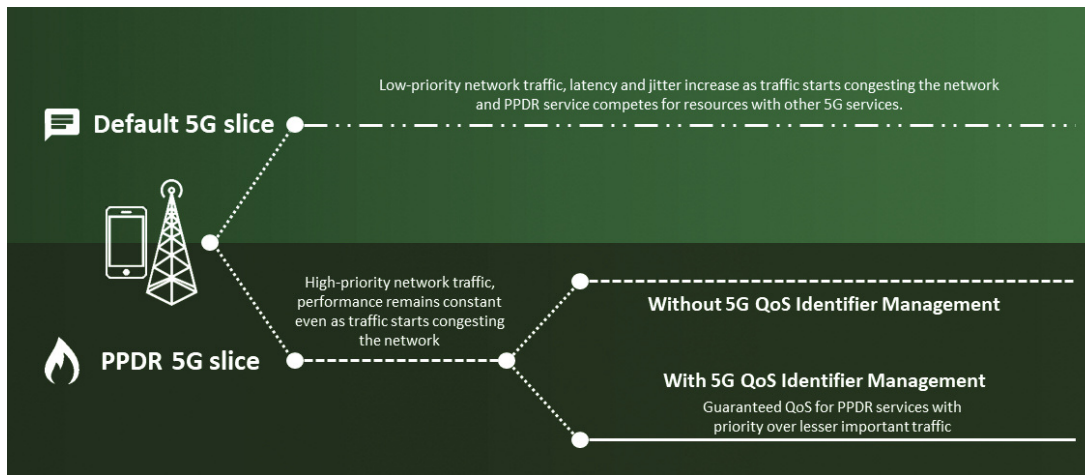 Low-priority network traffic, latency and jitter increase as traffic starts congesting the network
and PPDR service competes for resources with other 5G services.
Default 5G slice
High-priority network traffic,
performance remains constant
even as traffic starts congesting
the network
Without 5G QoS Identifier Management
PPDR 5G slice
With 5G QoS Identifier Management
Guaranteed QoS for PPDR services with
priority over lesser important traffic